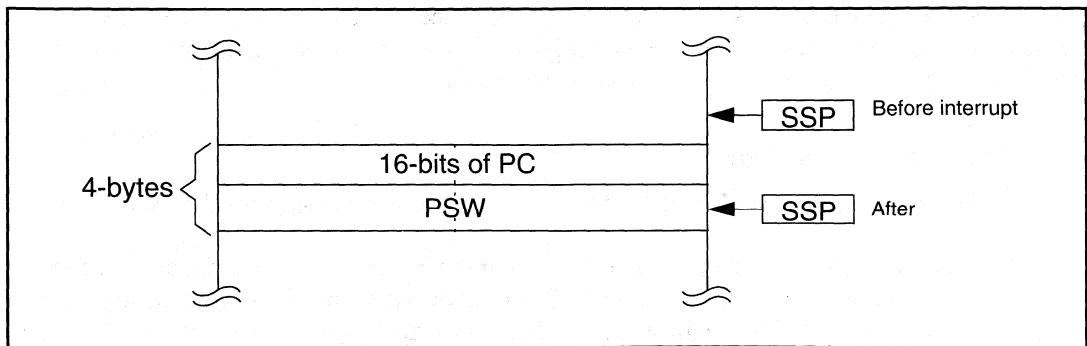 SSP Before interrupt
16-bits of PC
4-bytes
PSW
SSP After